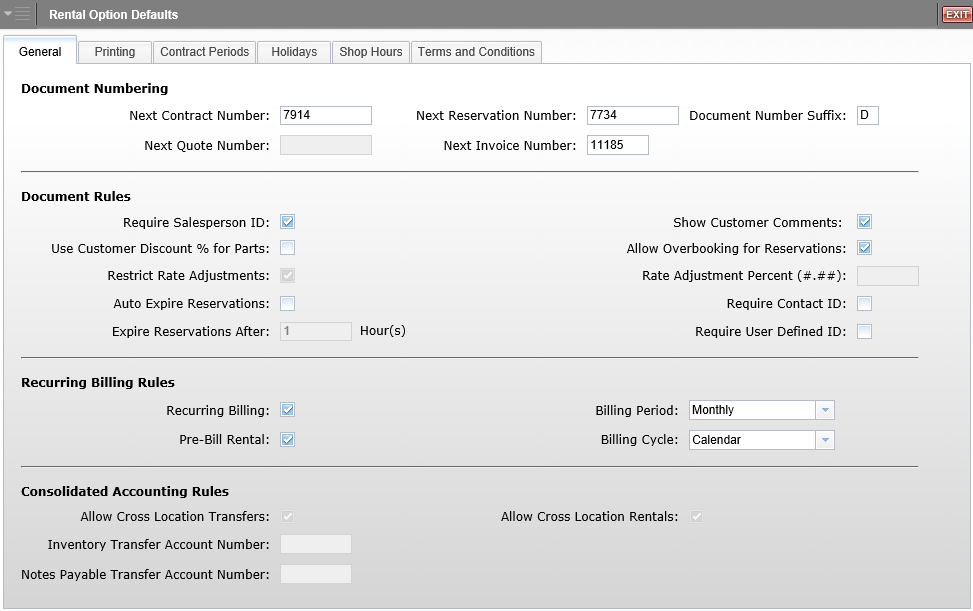 Rental Option Defaults EXIT
General Printing Contract Periods Holidays Shop Hours Terms and Conditions
Document Numbering
Next Contract Number: 7914 Next Reservation Number: 7734 Document Number Suffix: D
Next Quote Number: Next Invoice Number: 11185
Document Rules
Require Salesperson ID: Show Customer Comments:
Use Customer Discount % for Parts: Allow Overbooking for Reservations:
Restrict Rate Adjustments: Rate Adjustment Percent (#.##):
Auto Expire Reservations: Require Contact ID:
Expire Reservations After: 1 Hour(s) Require User Defined ID:
Recurring Billing Rules
Recurring Billing: Billing Period: Monthly
Pre-Bill Rental: Billing Cycle: Calendar
Consolidated Accounting Rules
Allow Cross Location Transfers: Allow Cross Location Rentals:
Inventory Transfer Account Number:
Notes Payable Transfer Account Number: